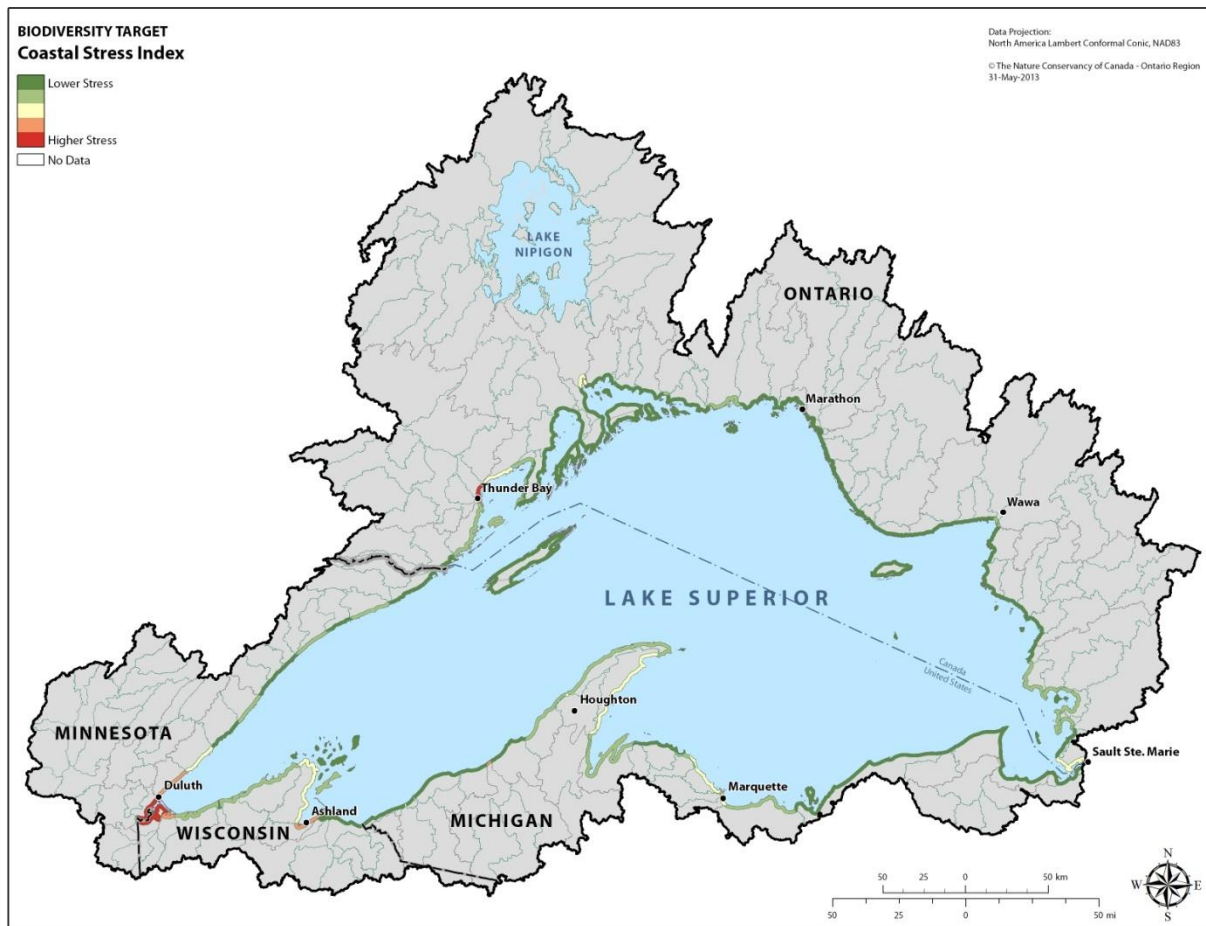 BIODIVERSITY TARGET
Coastal Stress Index
Lower Stress
Higher Stress
No Data
Data Projection:
North America Lambert Conformal Conic, NAD83
© The Nature Conservancy of Canada - Ontario Region
31-May-2013
LAKE
NIPIGON
ONTARIO
Marathon
Thunder Bay
Wawa
LAKE SUPERIOR
Canada
United States
Houghton
MINNESOTA
Duluth
Sault Ste. Marie
Marquette
Ashland
WISCONSIN
MICHIGAN
N
W E
S
50 25 0 50 km
50 25 0 50 mi